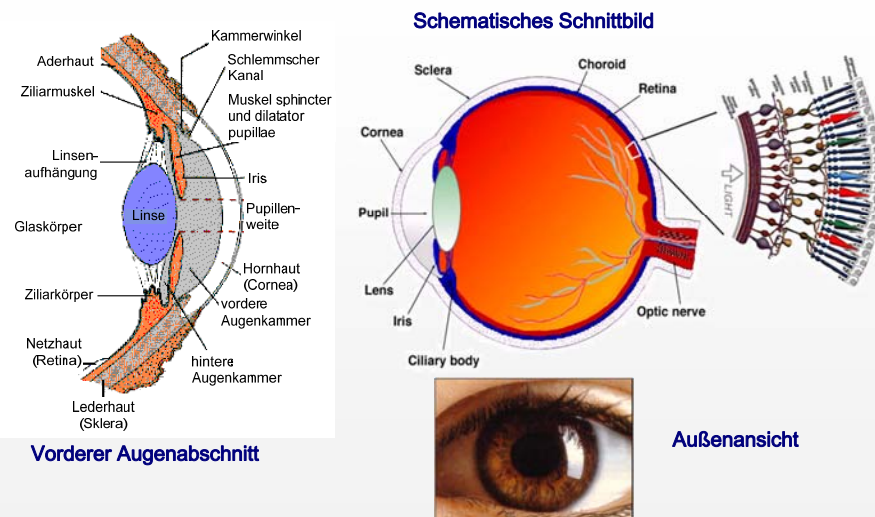 Schematisches Schnittbild
Kammerwinkel
Aderhaut
Schlemmscher
Kanal
Ziliarmuskel
Muskel sphincter
und dilatator
pupillae
Linsen-
aufhängung
Iris
Linse
Pupillen-
weite
Glaskörper
Hornhaut
(Cornea)
Ziliarkörper
vordere
Augenkammer
Netzhaut
(Retina)
hintere
Augenkammer
Lederhaut
(Sklera)
Vorderer Augenabschnitt
Sclera
Choroid
Retina
Cornea
Pupil
Lens
Iris
Optic nerve
Ciliary body
LIGHT
Außenansicht